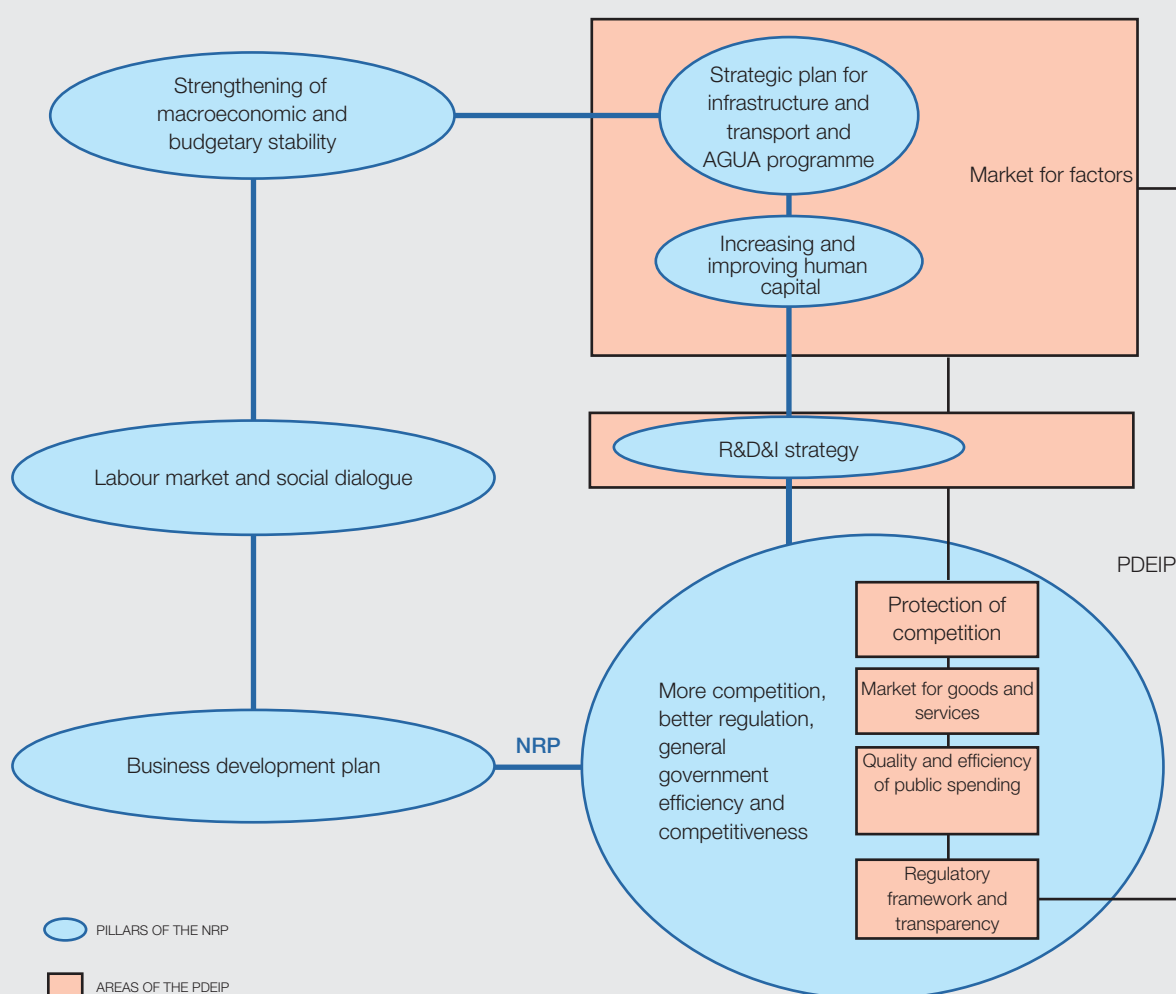 Strengthening of
macroeconomic and
budgetary stability
Strategic plan for
infrastructure and
transport and
AGUA programme
Market for factors
Increasing and
improving human
capital
R&D&I strategy
Labour market and social dialogue
PDEIP
Protection of
competition
Market for goods and
services
Quality and efficiency
of public spending
Regulatory
framework and
transparency
More competition,
better regulation,
general
government
efficiency and
competitiveness
NRP
Business development plan
PILLARS OF THE NRP
AREAS OF THE PDEIP